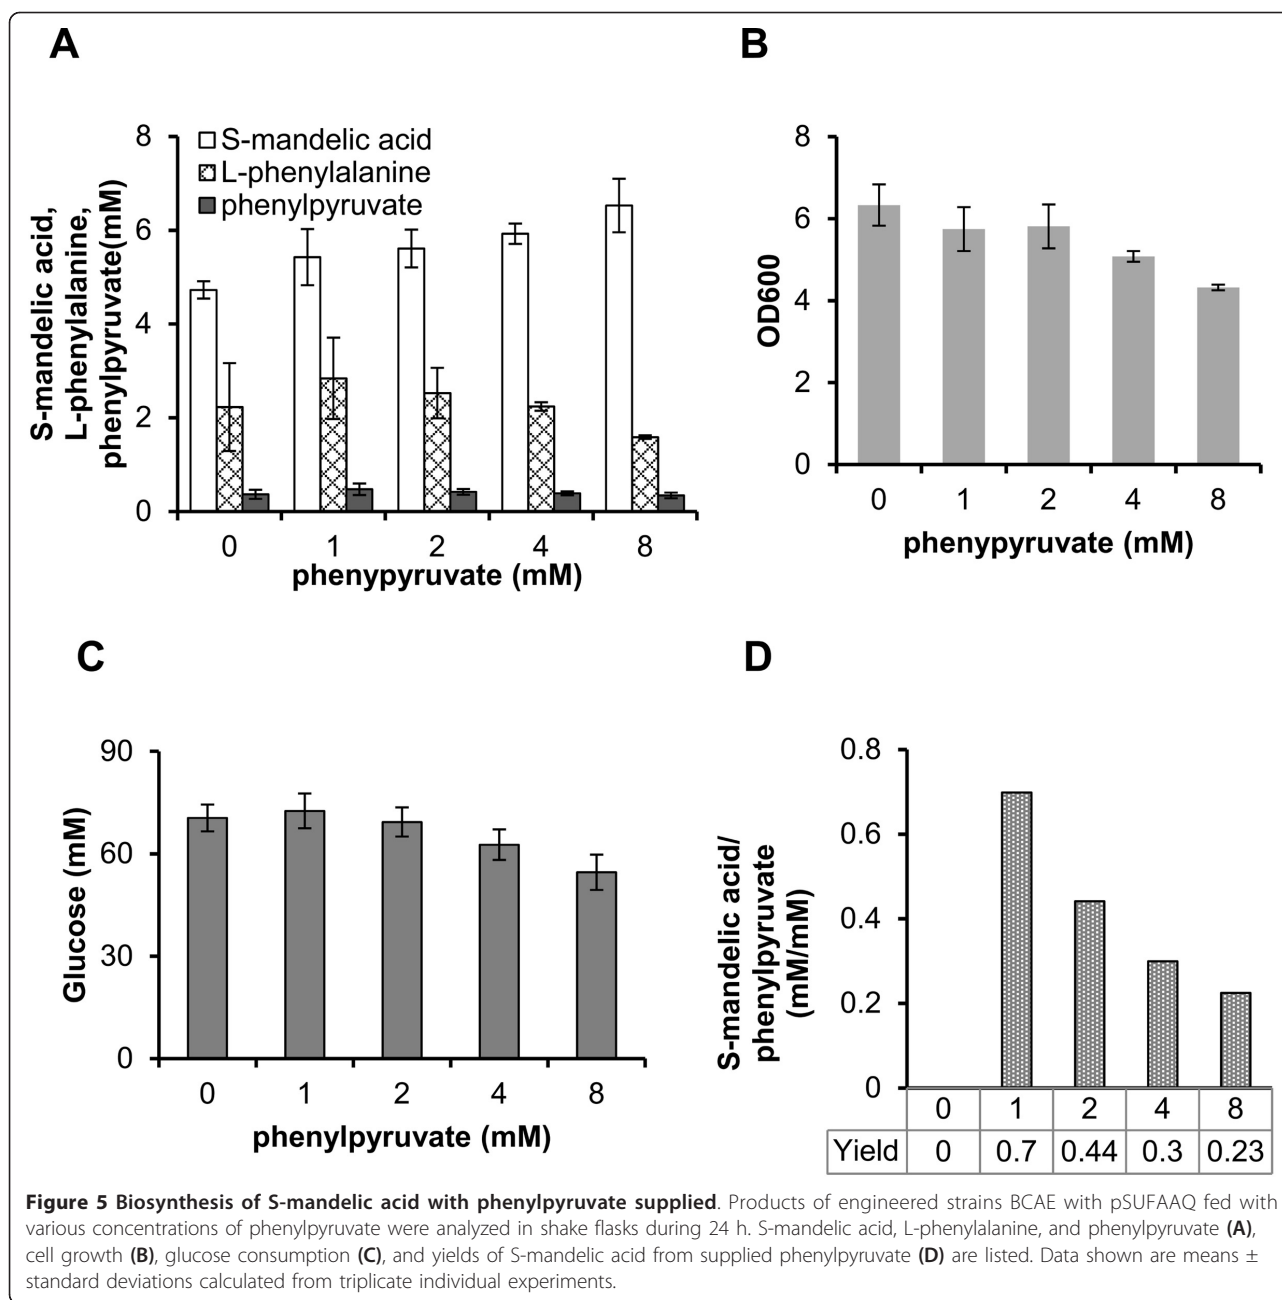 A
8
6
4
2
0
S-mandelic acid,
L-phenylalanine,
phenylpyruvate(mM)
S-mandelic acid
L-phenylalanine
phenylpyruvate
0 1 2 4 8
phenypyruvate (mM)
B
8
6
4
2
0
OD600
0 1 2 4 8
phenypyruvate (mM)
C
90
60
30
0
Glucose (mM)
0 1 2 4 8
phenylpyruvate (mM)
D
0.8
0.6
0.4
0.2
0
S-mandelic acid/
phenylpyruvate
(mM/mM)
0 1 2 4 8
Yield 0 0.7 0.44 0.3 0.23
Figure 5 Biosynthesis of S-mandelic acid with phenylpyruvate supplied. Products of engineered strains BCAE with pSUFAAQ fed with
various concentrations of phenylpyruvate were analyzed in shake flasks during 24 h. S-mandelic acid, L-phenylalanine, and phenylpyruvate (A),
cell growth (B), glucose consumption (C), and yields of S-mandelic acid from supplied phenylpyruvate (D) are listed. Data shown are means ±
standard deviations calculated from triplicate individual experiments.